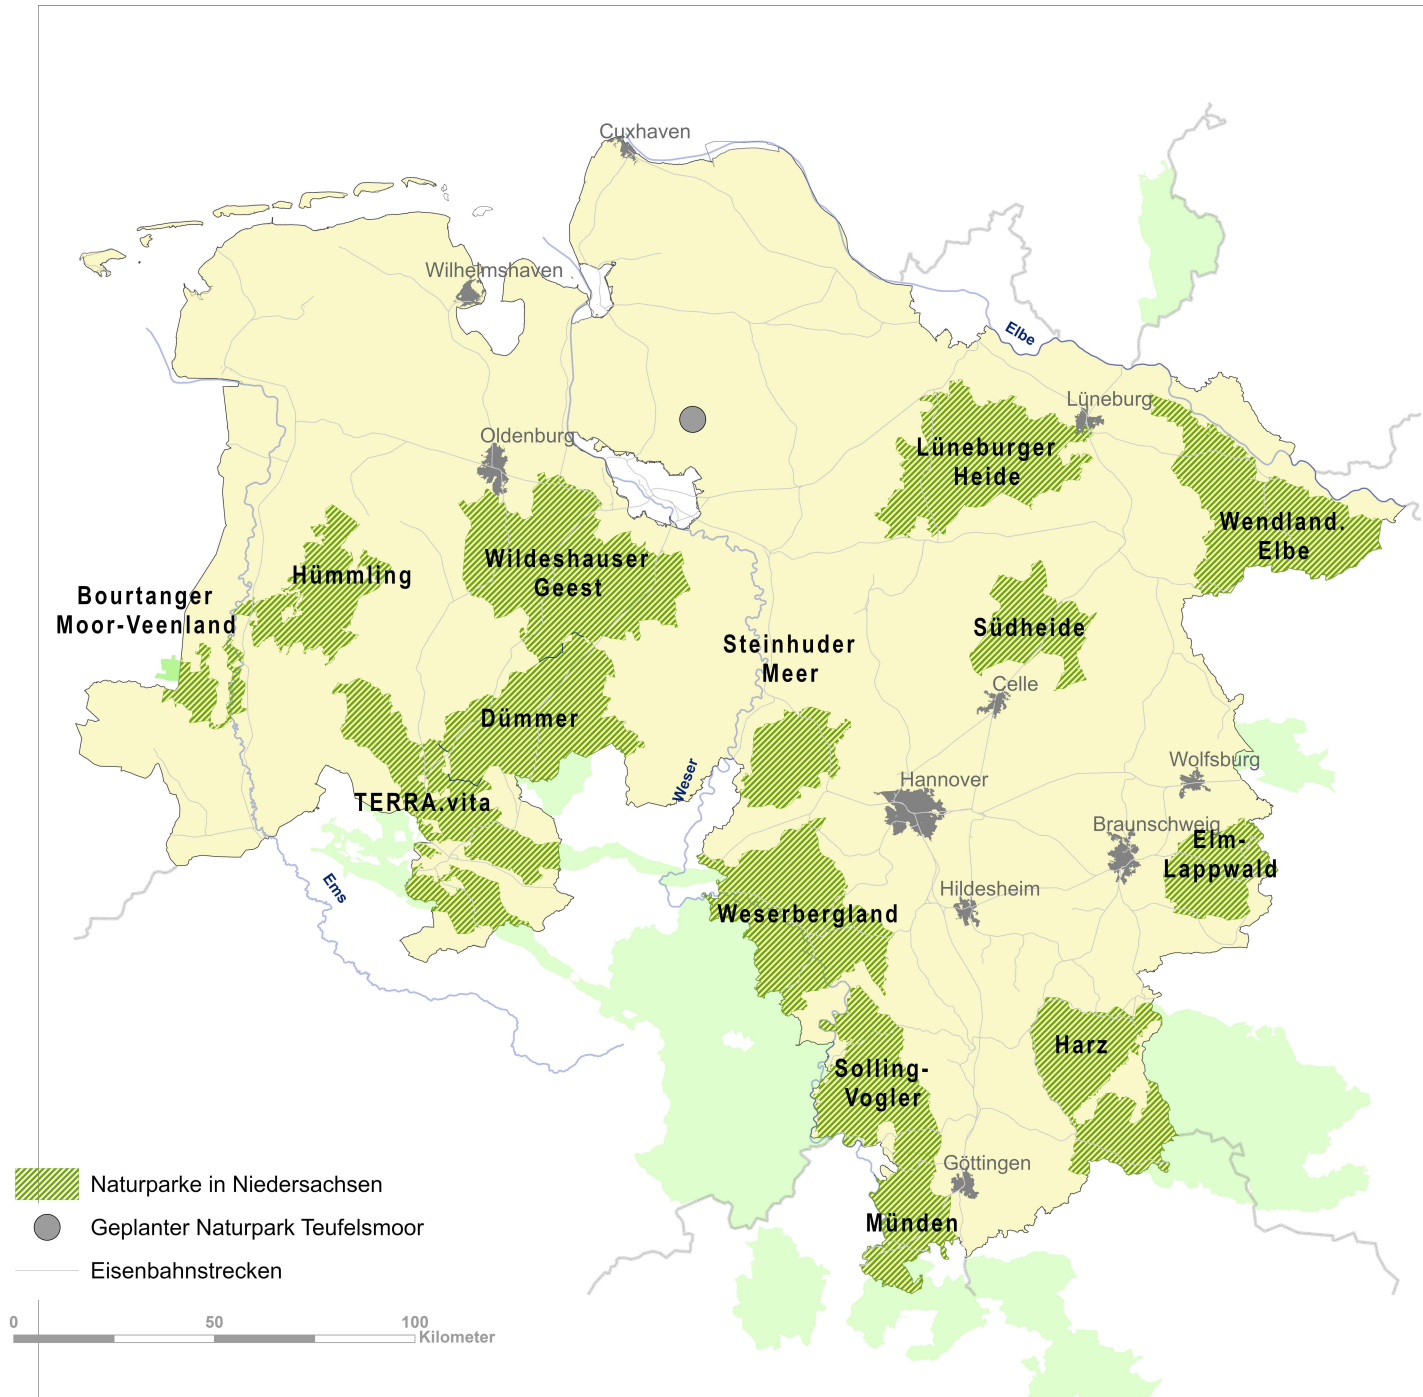 Cuxhaven
Wilhelmshaven
Elbe
Lüneburg
Oldenburg
Lüneburger
Heide
Wendland.
Elbe
Wildeshauser
Geest
Hümmling
Bourtanger
Moor-Veenland
Südheide
Steinhuder
Meer
Celle
Dümmer
Wolfsburg
Weser
Hannover
TERRA.vita
Braunschweig
Elm-
Lappwald
Ems
Hildesheim
Weserbergland
Harz
Solling-
Vogler
Göttingen
Münden
Naturparke in Niedersachsen
Geplanter Naturpark Teufelsmoor
Eisenbahnstrecken
0 50 100
Kilometer